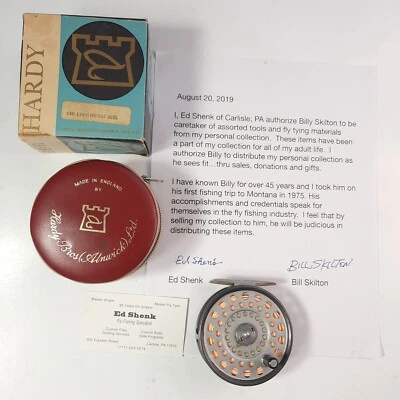 HARDY
August 20, 2019
I, Ed Shenk of Carlisle, PA authorize Billy Skilton to be
caretaker of assorted tools and fly tying materials
from my personal collection. These items have been
a part of my collection for all of my adult life. I
authorize Billy to distribute my personal collection as
he sees fit...thru sales, donations and gifts.
I have known Billy for over 45 years and I took him on
his first fishing trip to Montana in 1975. His
accomplishments and credentials speak for
themselves in the fly fishing industry. I feel that by
selling my collection to him, he will be judicious in
distributing these items.
Ed Shenk BILL SKILTON
Ed Shenk Bill Skilton
MADE IN ENGLAND
BY
Hardy Bros (Alnwick) Ltd.
Ed Shenk
Fly Fishing Specialist
Carlisle, PA